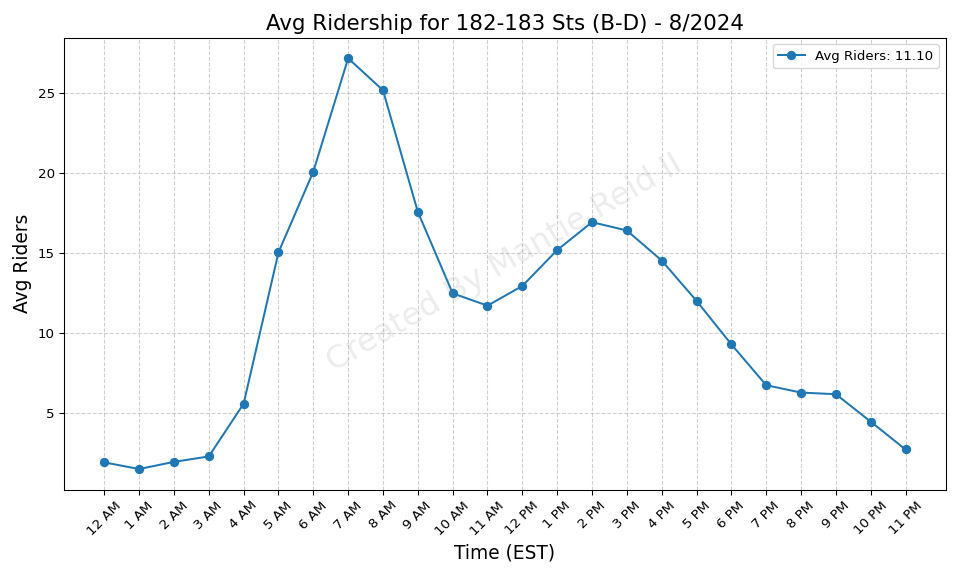 Avg Ridership for 182-183 Sts (B-D) - 8/2024
Avg Riders: 11.10
Avg Riders
25
20
15
10
5
Created By Mantie Reid II
12 AM
1 AM
2 AM
3 AM
4 AM
5 AM
6 AM
7 AM
8 AM
9 AM
10 AM
11 AM
12 PM
1 PM
2 PM
3 PM
4 PM
5 PM
6 PM
7 PM
8 PM
9 PM
10 PM
11 PM
Time (EST)